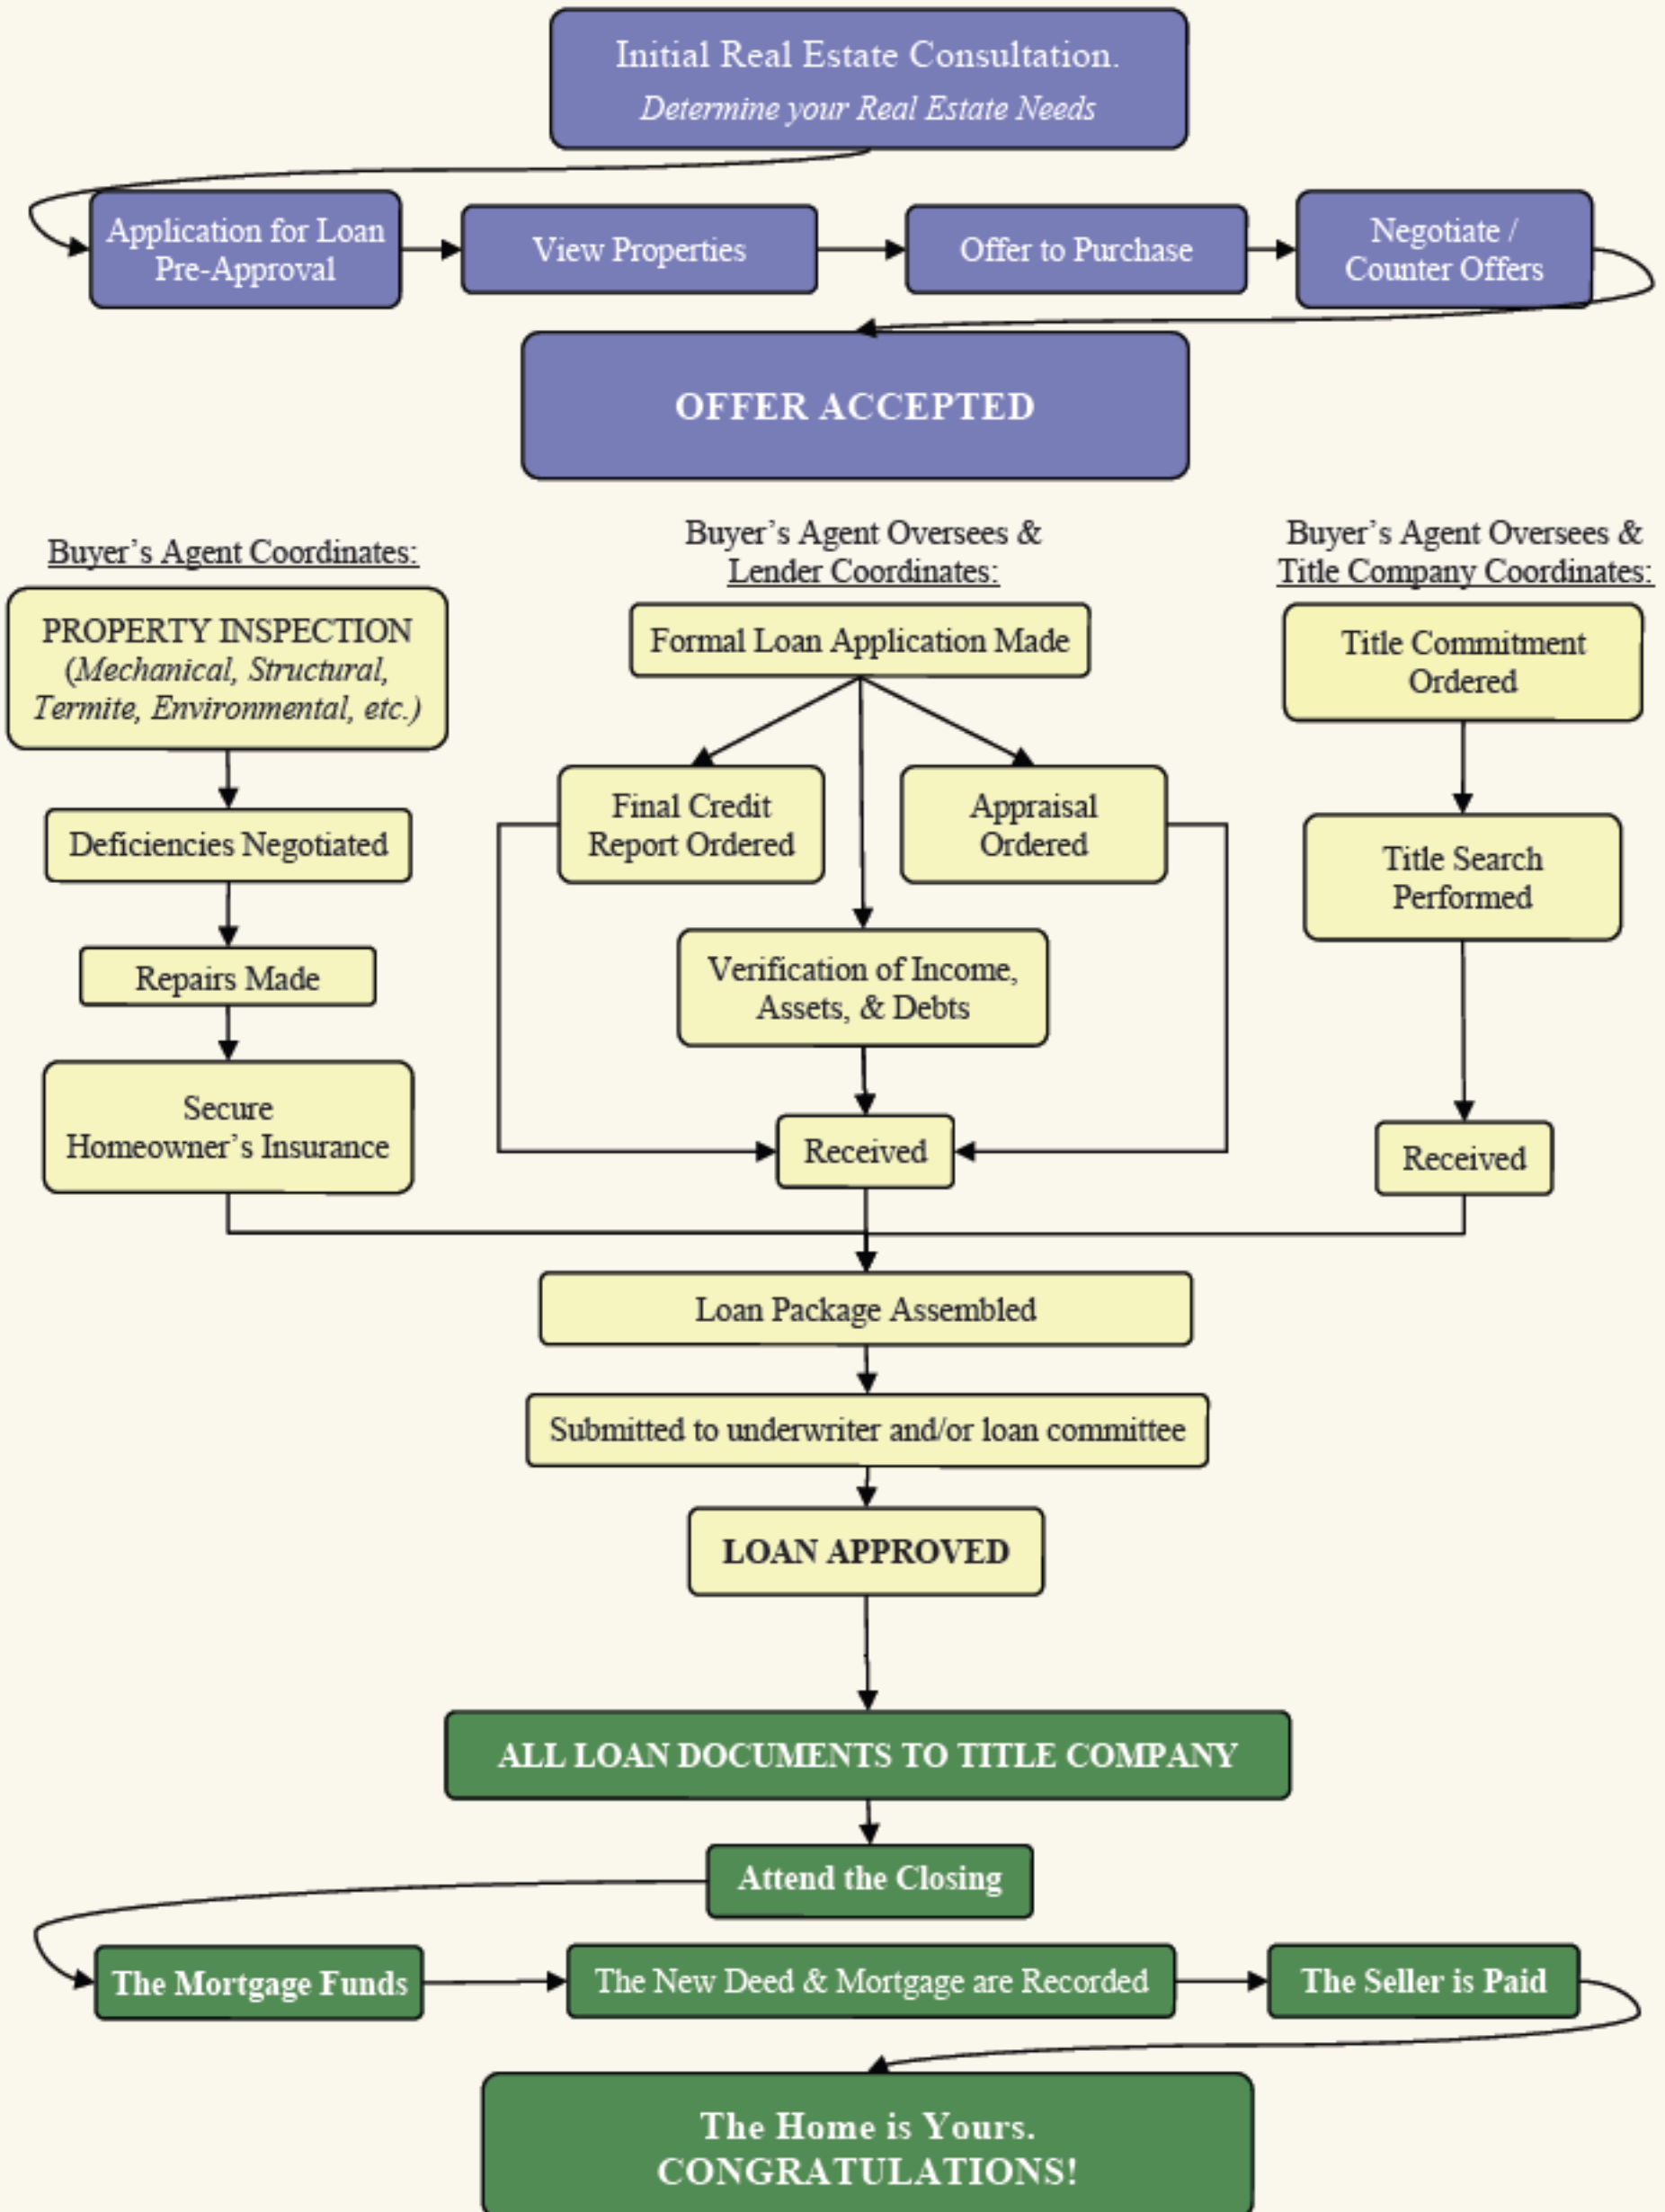 Initial Real Estate Consultation.
Determine your Real Estate Needs
Application for Loan
Pre-Approval
View Properties
Offer to Purchase
Negotiate /
Counter Offers
OFFER ACCEPTED
Buyer’s Agent Coordinates:
PROPERTY INSPECTION
(Mechanical, Structural,
Termite, Environmental, etc.)
Deficiencies Negotiated
Repairs Made
Secure
Homeowner’s Insurance
Buyer’s Agent Oversees &
Lender Coordinates:
Formal Loan Application Made
Final Credit
Report Ordered
Appraisal
Ordered
Verification of Income,
Assets, & Debts
Received
Buyer’s Agent Oversees &
Title Company Coordinates:
Title Commitment
Ordered
Title Search
Performed
Received
Loan Package Assembled
Submitted to underwriter and/or loan committee
LOAN APPROVED
ALL LOAN DOCUMENTS TO TITLE COMPANY
Attend the Closing
The Mortgage Funds
The New Deed & Mortgage are Recorded
The Seller is Paid
The Home is Yours.
CONGRATULATIONS!